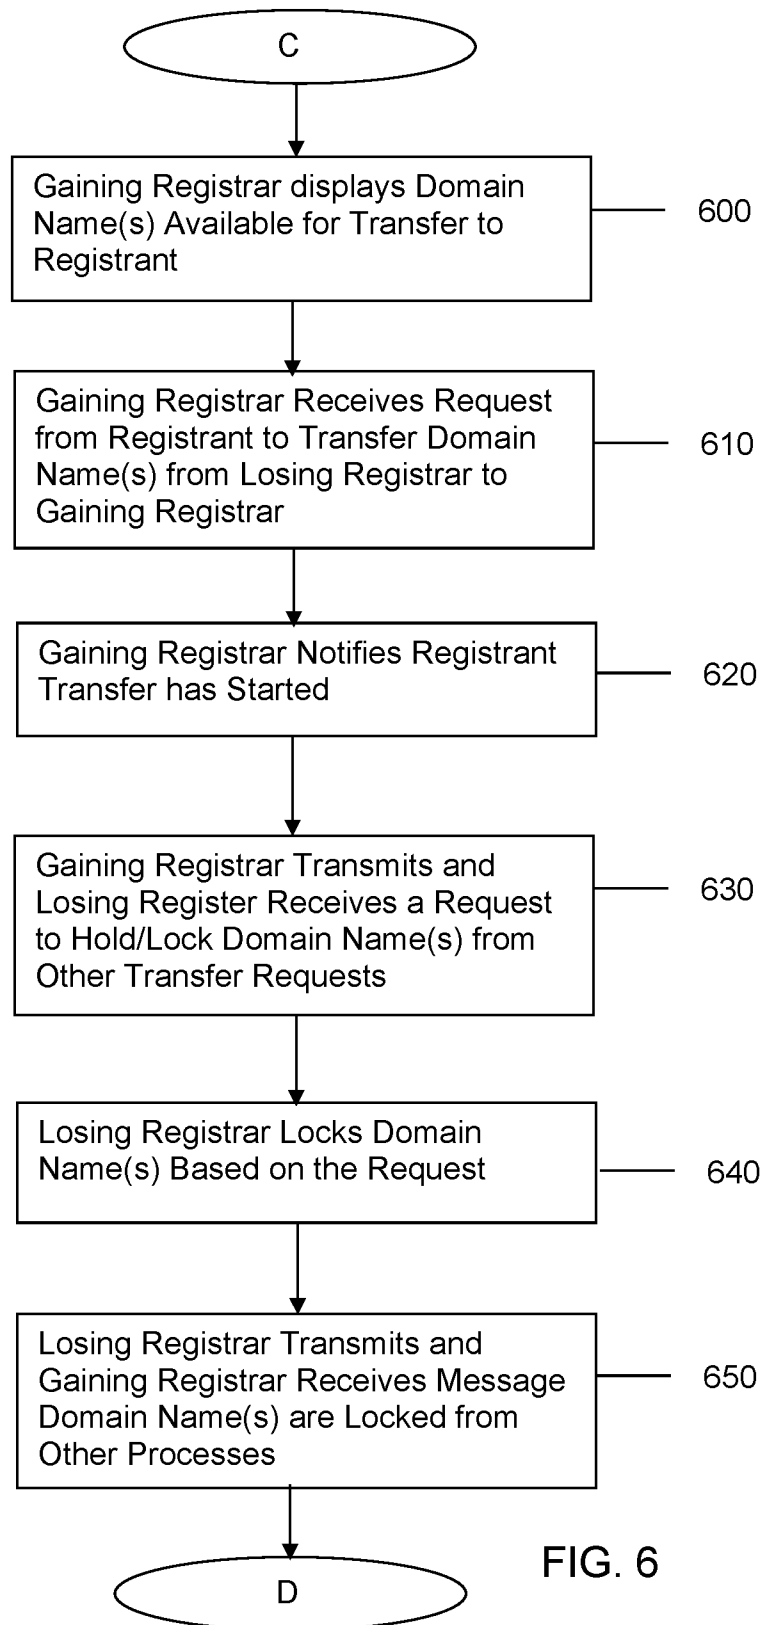 C
Gaining Registrar displays Domain
Name(s) Available for Transfer to
Registrant
600
Gaining Registrar Receives Request
from Registrant to Transfer Domain
Name(s) from Losing Registrar to
Gaining Registrar
610
Gaining Registrar Notifies Registrant
Transfer has Started
620
Gaining Registrar Transmits and
Losing Register Receives a Request
to Hold/Lock Domain Name(s) from
Other Transfer Requests
630
Losing Registrar Locks Domain
Name(s) Based on the Request
640
Losing Registrar Transmits and
Gaining Registrar Receives Message
Domain Name(s) are Locked from
Other Processes
650
D
FIG. 6